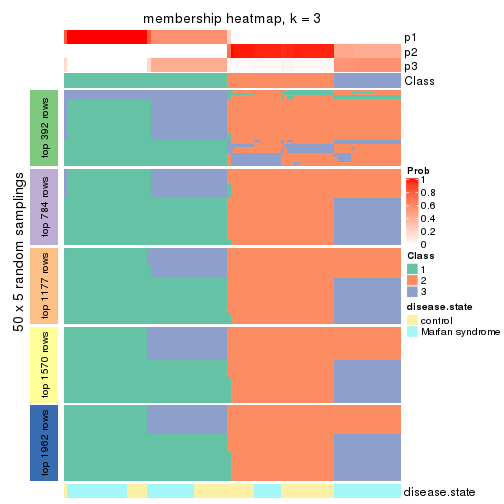 membership heatmap, k = 3
p1
p2
p3
Class
50 x 5 random samplings
top 392 rows
top 784 rows
top 1177 rows
top 1570 rows
top 1962 rows
Prob
1
0.8
0.6
0.4
0.2
0
Class
1
2
3
disease.state
control
Marfan syndrome
disease.state